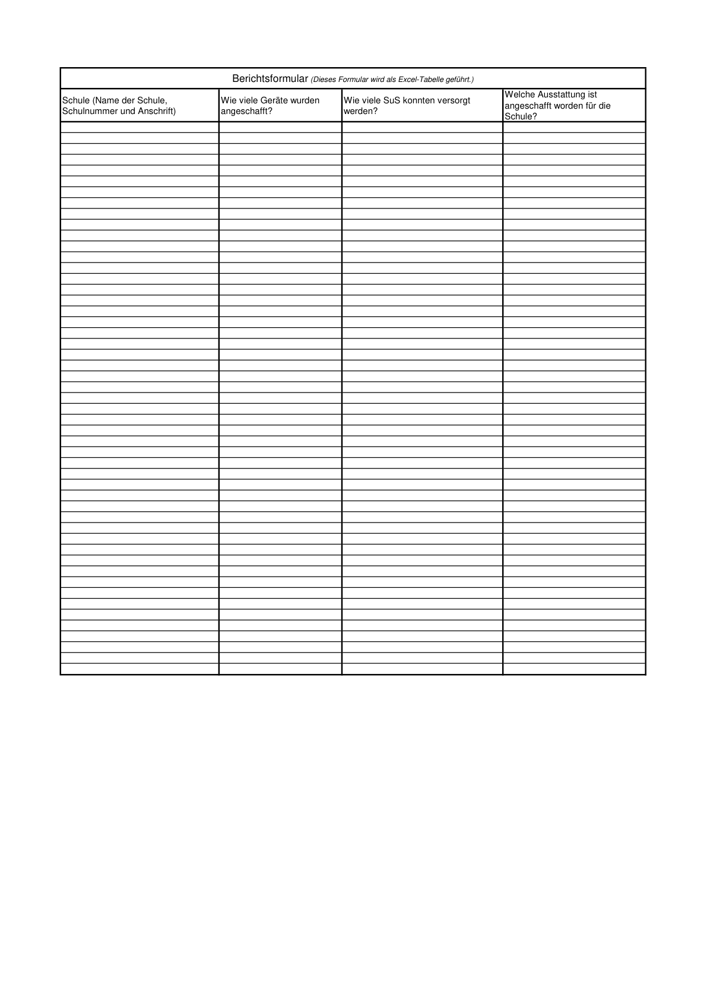 Berichtsformular (Dieses Formular wird als Excel-Tabelle geführt.)
Schule (Name der Schule,
Schulnummer und Anschrift)
Wie viele Geräte wurden
angeschafft?
Wie viele SuS konnten versorgt
werden?
Welche Ausstattung ist
angeschafft worden für die
Schule?